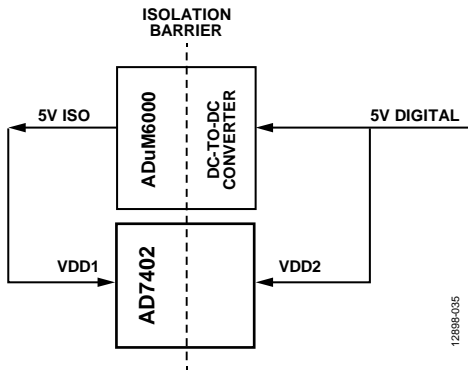 ISOLATION
BARRIER
5V ISO
ADuM6000
DC-TO-DC
CONVERTER
5V DIGITAL
VDD1
AD7402
VDD2
12898-035